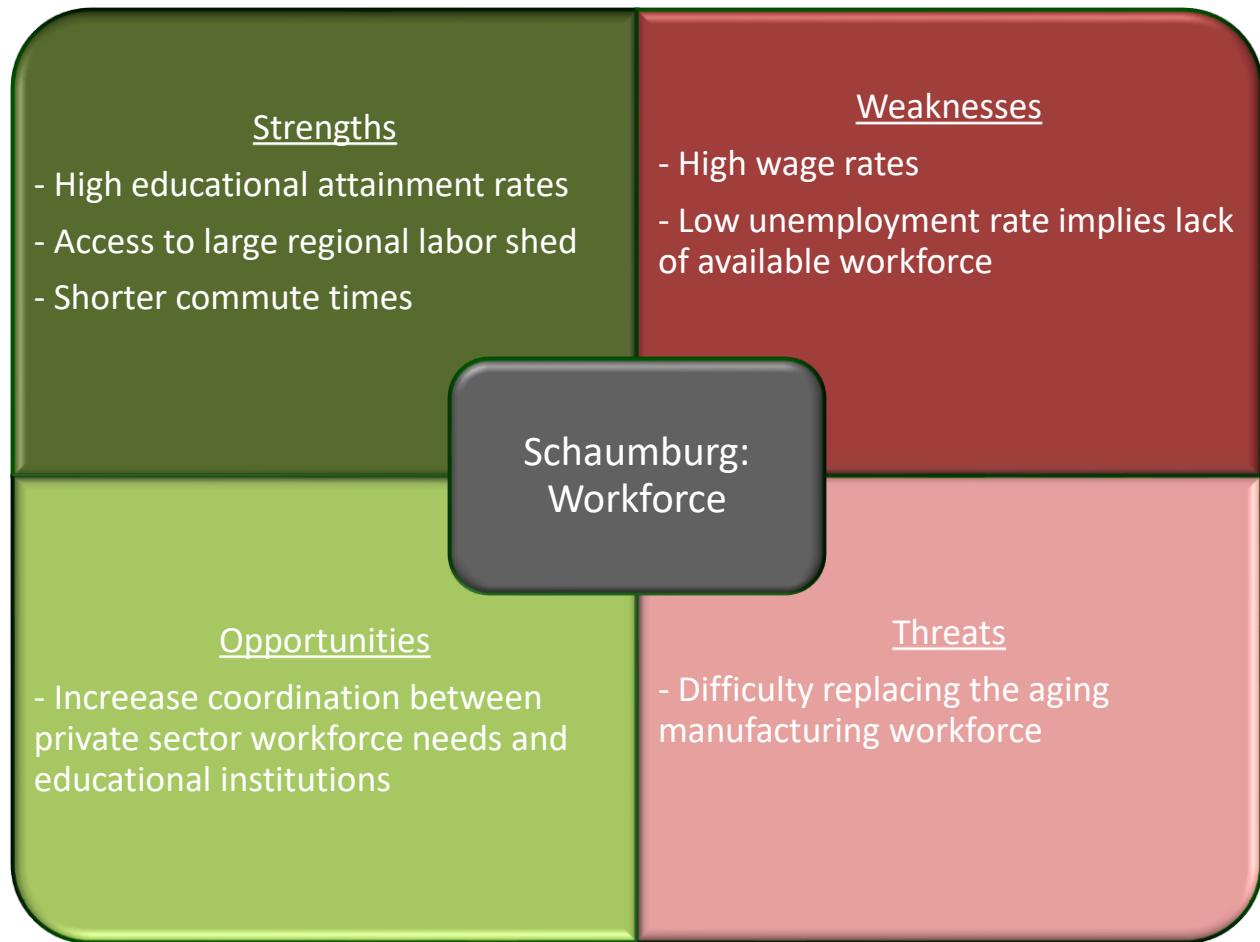 Strengths
- High educational attainment rates
- Access to large regional labor shed
- Shorter commute times
Weaknesses
- High wage rates
- Low unemployment rate implies lack
of available workforce
Schaumburg:
Workforce
Opportunities
- Increease coordination between
private sector workforce needs and
educational institutions
Threats
- Difficulty replacing the aging
manufacturing workforce